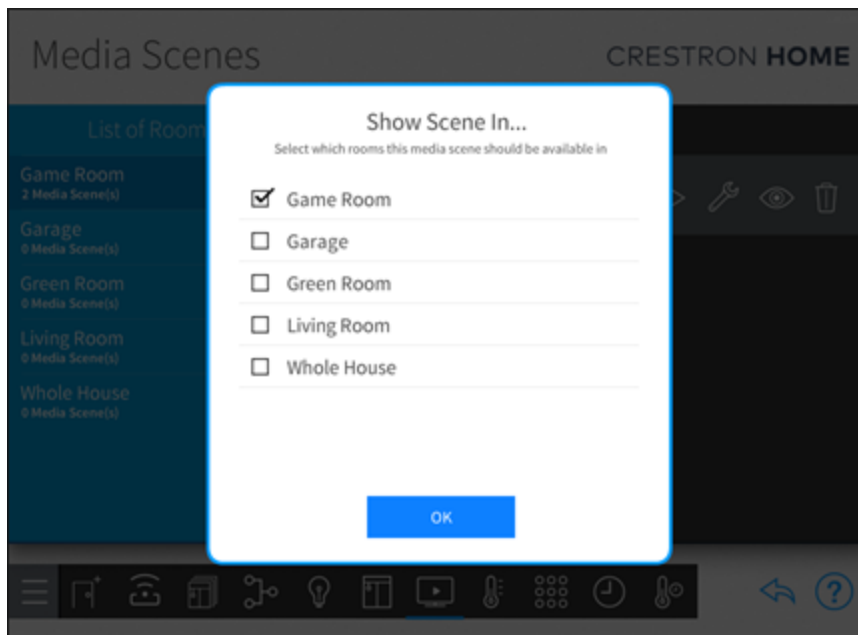 Media Scenes
CRESTRON HOME
List of Room
Game Room
2 Media Scene(s)
Garage
0 Media Scene(s)
Green Room
0 Media Scene(s)
Living Room
0 Media Scene(s)
Whole House
0 Media Scene(s)
Show Scene In...
Select which rooms this media scene should be available in
Game Room
Garage
Green Room
Living Room
Whole House
OK
?